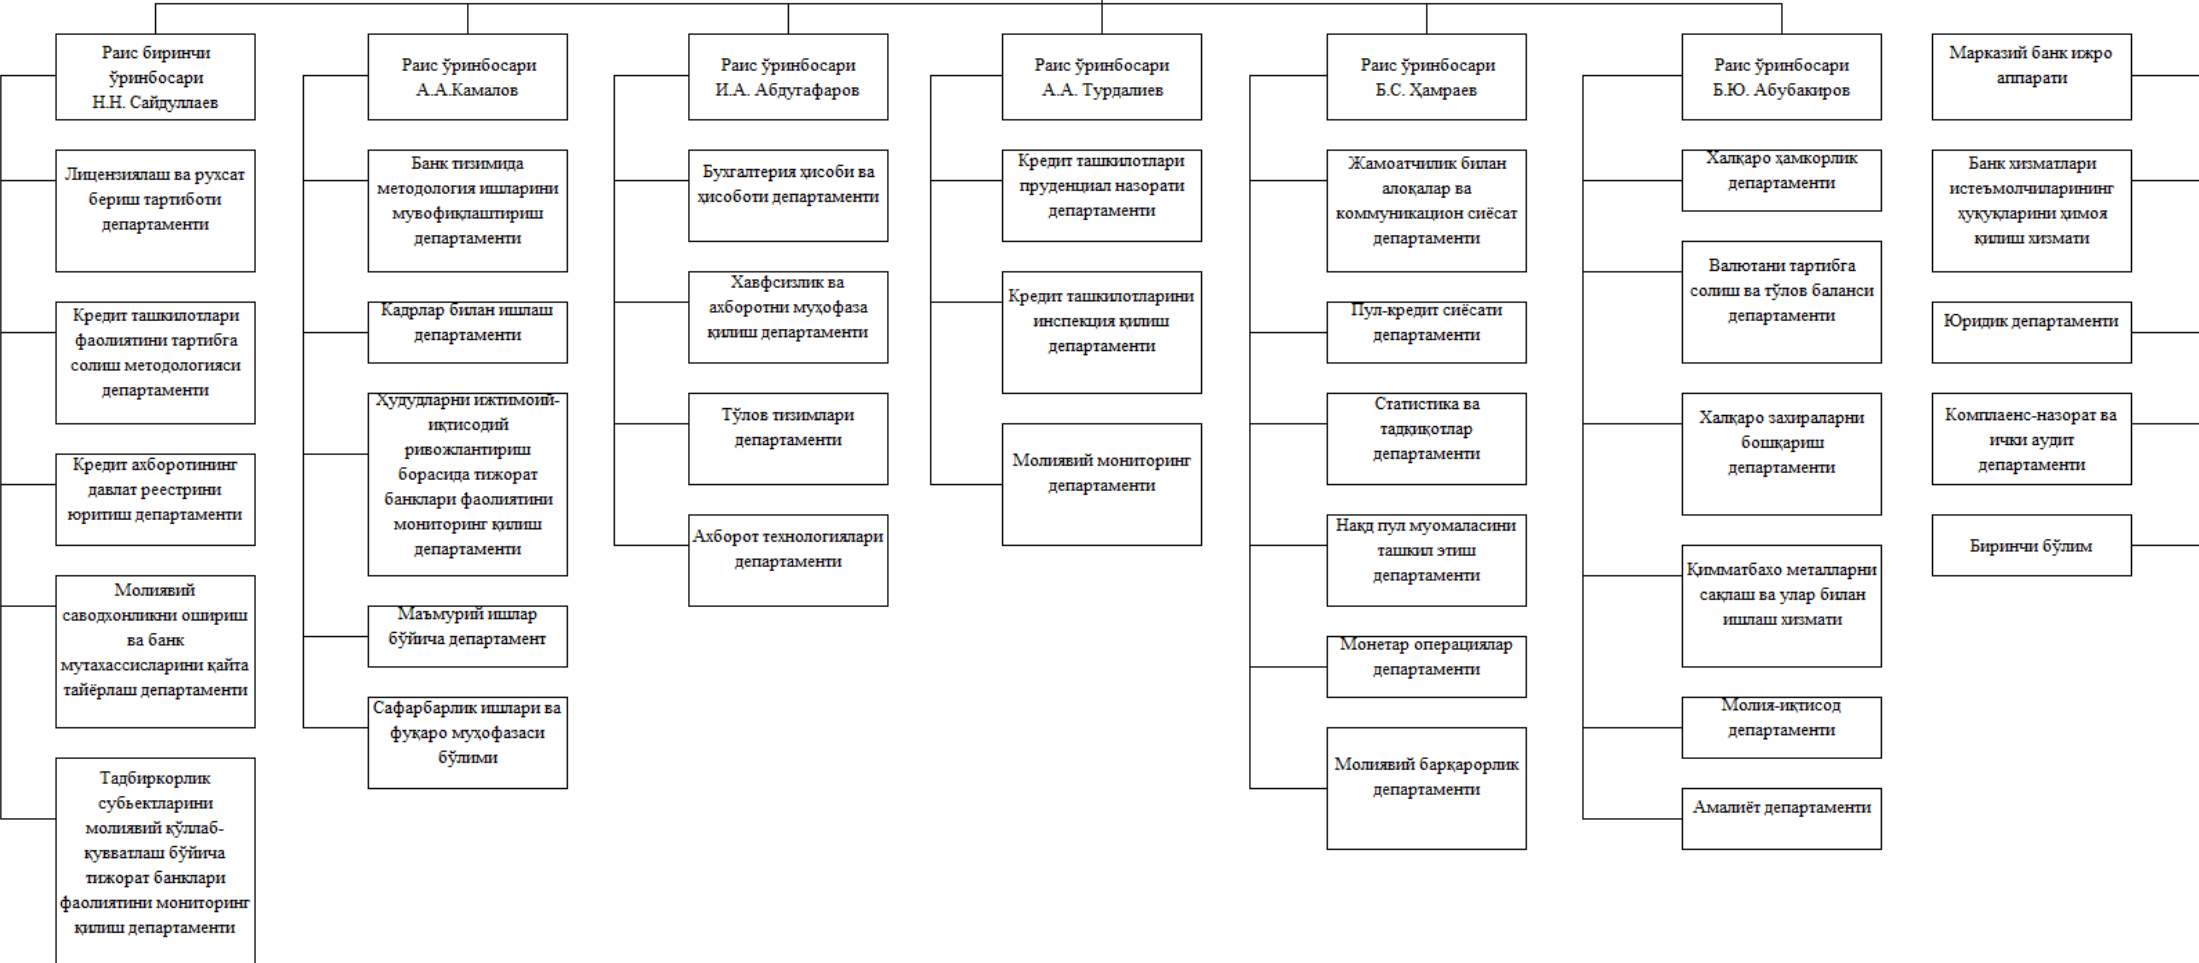 Раис биринчи
ўринбосари
Н.Н. Сайдуллаев
Лицензиялаш ва рухсат
бериш тартиботи
департаменти
Кредит ташкилотлари
фаолиятини тартибга
солиш методологияси
департаменти
Кредит ахборотининг
давлат реестрини
юритиш департаменти
Молиявий
саводхонликни ошириш
ва банк
мутахассисларини қайта
тайёрлаш департаменти
Тадбиркорлик
субъектларини
молиявий қўллаб-
қувватлаш бўйича
тижорат банклари
фаолиятини мониторинг
қилиш департаменти
Раис ўринбосари
А.А.Камалов
Банк тизимида
методология ишларини
мувофиқлаштириш
департаменти
Кадрлар билан ишлаш
департаменти
Ҳудудларни ижтимоий-
иқтисодий
ривожлантириш
борасида тижорат
банклари фаолиятини
мониторинг қилиш
департаменти
Маъмурий ишлар
бўйича департамент
Сафарбарлик ишлари ва
фуқаро муҳофазаси
бўлими
Раис ўринбосари
И.А. Абдугафаров
Бухгалтерия ҳисоби ва
ҳисоботи департаменти
Хавфсизлик ва
ахборотни муҳофаза
қилиш департаменти
Тўлов тизимлари
департаменти
Ахборот технологиялари
департаменти
Раис ўринбосари
А.А. Турдалиев
Кредит ташкилотлари
пруденциал назорати
департаменти
Кредит ташкилотларини
инспекция қилиш
департаменти
Молиявий мониторинг
департаменти
Раис ўринбосари
Б.С. Ҳамраев
Жамоатчилик билан
алоқалар ва
коммуникацион сиёсат
департаменти
Пул-кредит сиёсати
департаменти
Статистика ва
тадқиқотлар
департаменти
Нақд пул муомаласини
ташкил этиш
департаменти
Монетар операциялар
департаменти
Молиявий барқарорлик
департаменти
Раис ўринбосари
Б.Ю. Абубакиров
Халқаро ҳамкорлик
департаменти
Валютани тартибга
солиш ва тўлов баланси
департаменти
Халқаро захираларни
бошқариш
департаменти
Қимматбахо металларни
сақлаш ва улар билан
ишлаш хизмати
Молия-иқтисод
департаменти
Амалиёт департаменти
Марказий банк ижро
аппарати
Банк хизматлари
истеъмолчиларининг
ҳуқуқларини ҳимоя
қилиш хизмати
Юридик департаменти
Комплаенс-назорат ва
ички аудит
департаменти
Биринчи бўлим